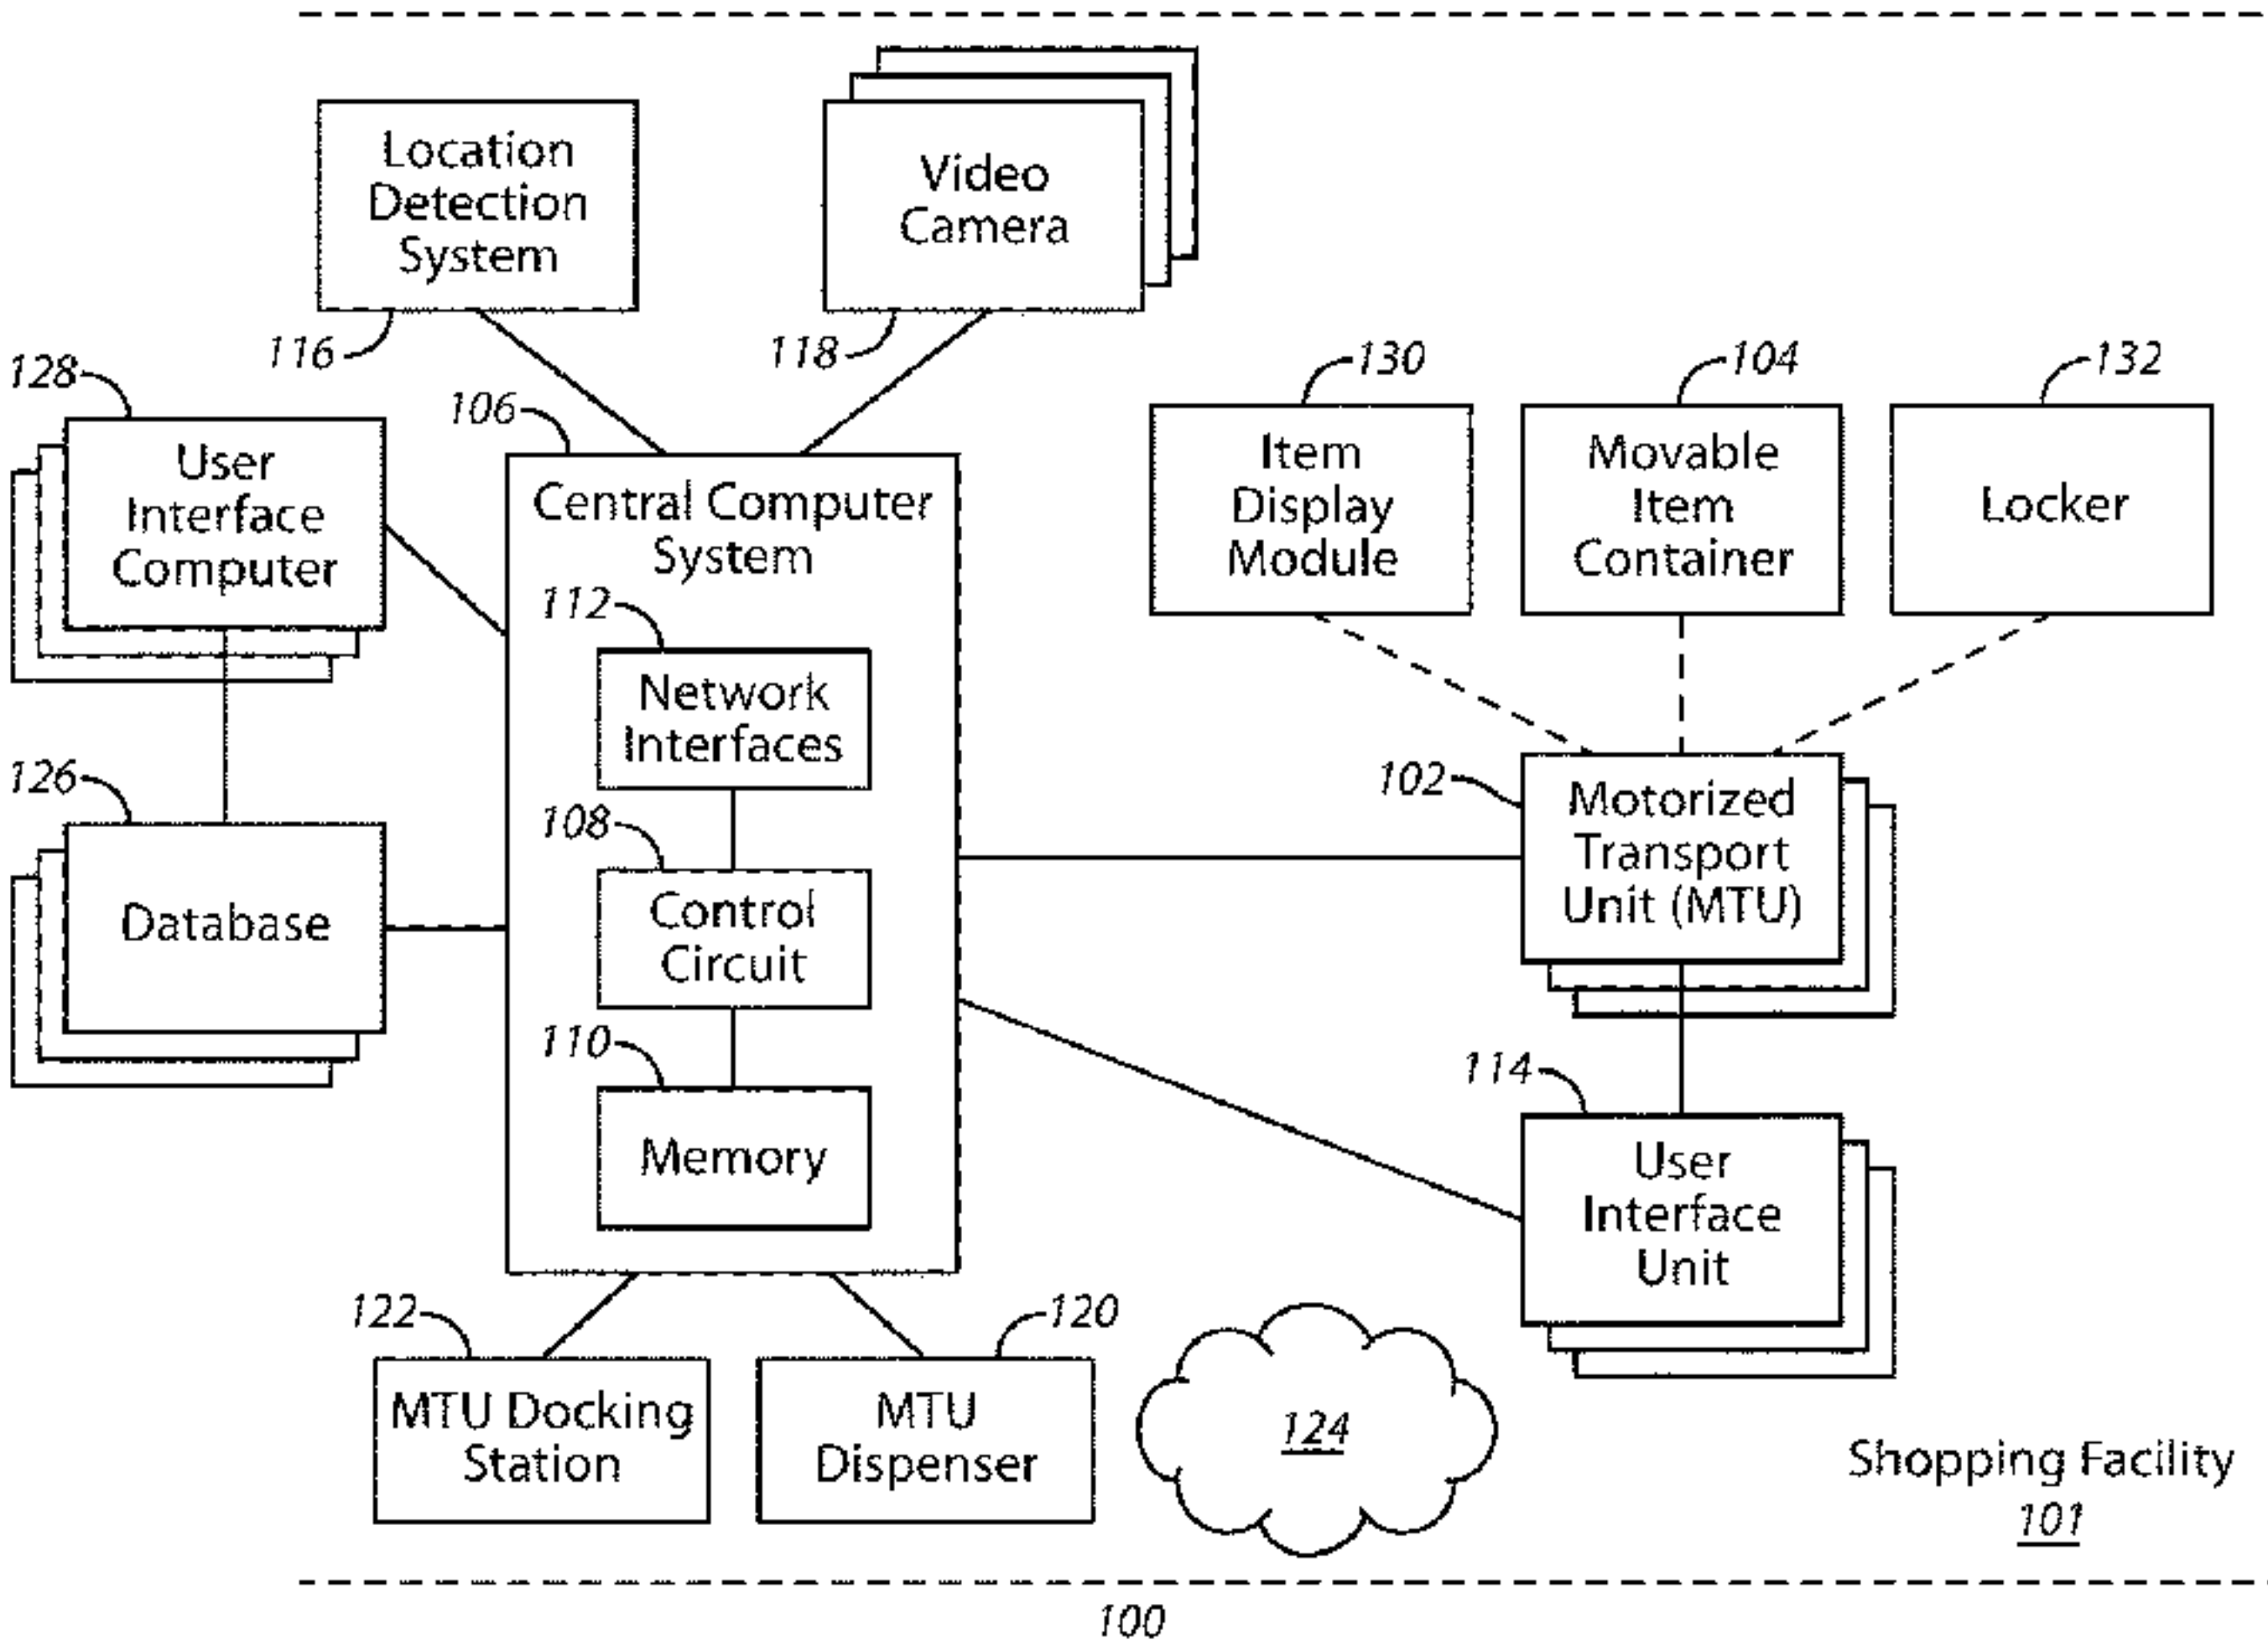 Location
Detection
System
116
Video
Camera
118
128
User
Interface
Computer
106
Central Computer
System
112
Network
Interfaces
108
Control
Circuit
110
Memory
130
Item
Display
Module
104
Movable
Item
Container
132
Locker
126
Database
102
Motorized
Transport
Unit (MTU)
114
User
Interface
Unit
122
MTU Docking
Station
120
MTU
Dispenser
124
Shopping Facility
101
100